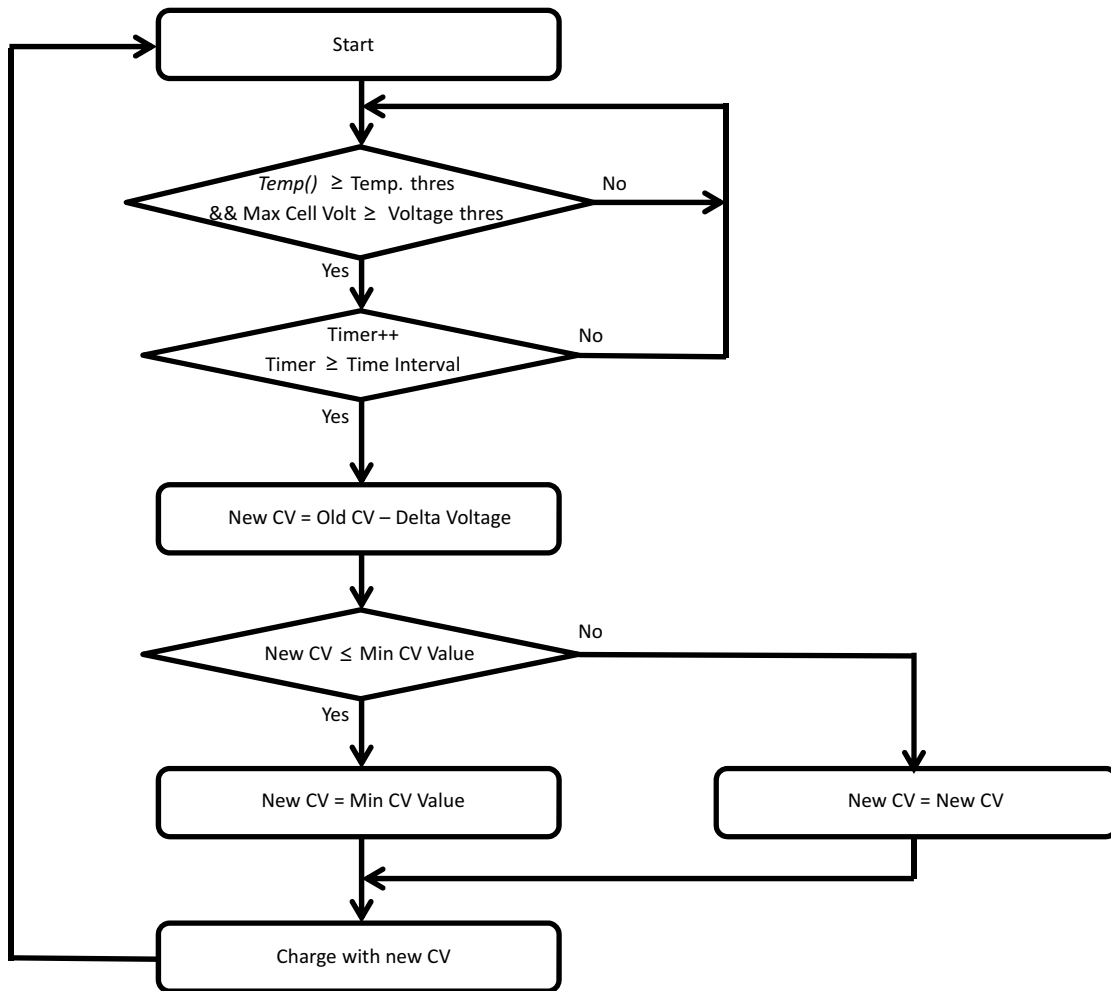 Start
Temp() ≥ Temp. thres
&& Max Cell Volt ≥ Voltage thres
No
Yes
Timer++
Timer ≥ Time Interval
No
Yes
New CV = Old CV – Delta Voltage
New CV ≤ Min CV Value
No
Yes
New CV = Min CV Value
New CV = New CV
Charge with new CV